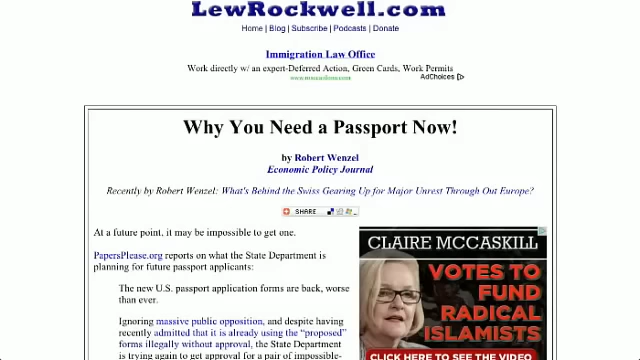 LewRockwell.com
Home | Blog | Subscribe | Podcasts | Donate
Immigration Law Office
Work directly w/ an expert-Deferred Action, Green Cards, Work Permits
AdChoices
Why You Need a Passport Now!
by Robert Wenzel
Economic Policy Journal
Recently by Robert Wenzel: What's Behind the Swiss Gearing Up for Major Unrest Through Out Europe?
SHARE
At a future point, it may be impossible to get one.
PapersPlease.org reports on what the State Department is
planning for future passport applicants:
The new U.S. passport application forms are back, worse
than ever.
Ignoring massive public opposition, and despite having
recently admitted that it is already using the “proposed”
forms illegally without approval, the State Department
is trying again to get approval for a pair of impossible-
CLAIRE MCCASKILL
VOTES TO
FUND
RADICAL
ISLAMISTS
CLICK HERE TO SEE THE VIDEO